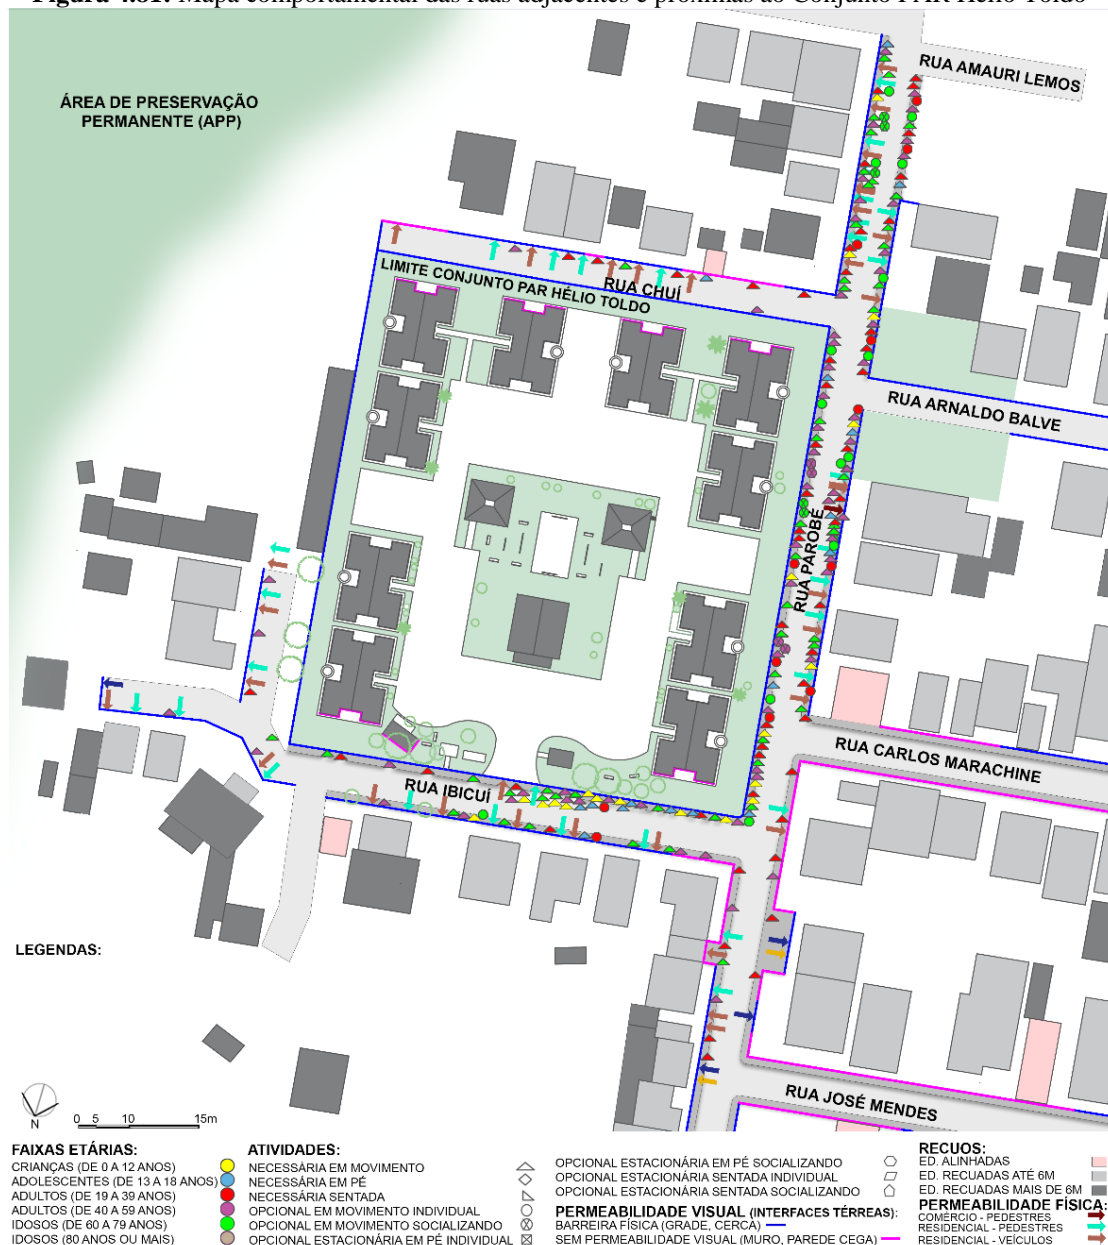 Figura 4.81: Mapa comportamental das ruas adjacentes e próximas ao Conjunto PAR Hélio Toldo
RUA AMAURI LEMOS
ÁREA DE PRESERVAÇÃO
PERMANENTE (APP)
LIMITE CONJUNTO PAR HÉLIO TOLDO
RUA CHUÍ
RUA ARNALDO BALVE
RUA PAROBÉ
RUA CARLOS MARACHINE
RUA IBICUÍ
LEGENDAS:
RUA JOSÉ MENDES
N
0 5 10 15m
FAIXAS ETÁRIAS:
CRIANÇAS (DE 0 A 12 ANOS)
ADOLESCENTES (DE 13 A 18 ANOS)
ADULTOS (DE 19 A 39 ANOS)
ADULTOS (DE 40 A 59 ANOS)
IDOSOS (DE 60 A 79 ANOS)
IDOSOS (80 ANOS OU MAIS)
ATIVIDADES:
NECESSÁRIA EM MOVIMENTO
NECESSÁRIA EM PÉ
NECESSÁRIA SENTADA
OPCIONAL EM MOVIMENTO INDIVIDUAL
OPCIONAL EM MOVIMENTO SOCIALIZANDO
OPCIONAL ESTACIONÁRIA EM PÉ INDIVIDUAL
OPCIONAL ESTACIONÁRIA EM PÉ SOCIALIZANDO
OPCIONAL ESTACIONÁRIA SENTADA INDIVIDUAL
OPCIONAL ESTACIONÁRIA SENTADA SOCIALIZANDO
PERMEABILIDADE VISUAL (INTERFACES TÉRREAS):
BARREIRA FÍSICA (GRADE, CERCA)
SEM PERMEABILIDADE VISUAL (MURO, PAREDE CEGA)
RECUOS:
ED. ALINHADAS
ED. RECUADAS ATÉ 6M
ED. RECUADAS MAIS DE 6M
PERMEABILIDADE FÍSICA:
COMÉRCIO - PEDESTRES
RESIDENCIAL - PEDESTRES
RESIDENCIAL - VEÍCULOS